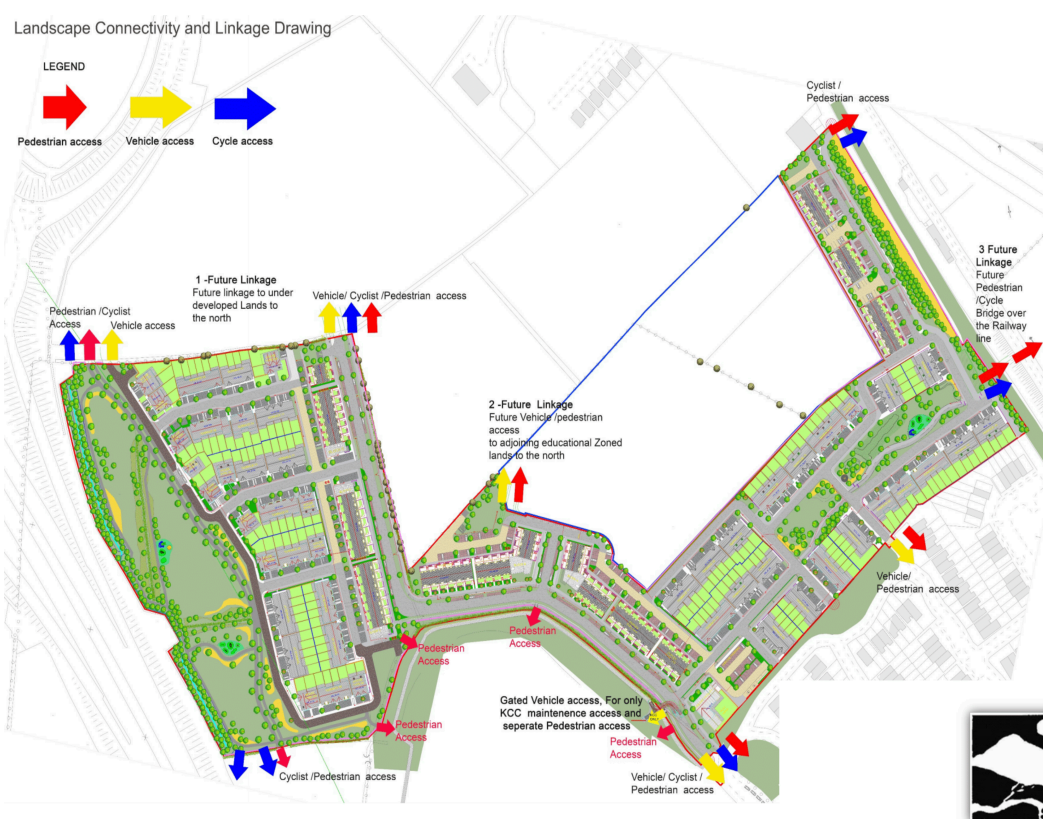 Landscape Connectivity and Linkage Drawing
LEGEND
Pedestrian access
Vehicle access
Cycle access
Cyclist /
Pedestrian access
3 Future
Linkage
Future
Pedestrian
/Cycle
Bridge over
the Railway
line
1 -Future Linkage
Future linkage to under
developed Lands to
the north
Vehicle/ Cyclist /Pedestrian access
Pedestrian /Cyclist
Access
Vehicle access
2 -Future Linkage
Future Vehicle /pedestrian
access
to adjoining educational Zoned
lands to the north
Vehicle/
Pedestrian access
Pedestrian
Access
Pedestrian
Access
Gated Vehicle access, For only
KCC maintenence access and
seperate Pedestrian access
Pedestrian
Access
Pedestrian
Access
Cyclist /Pedestrian access
Vehicle/ Cyclist /
Pedestrian access